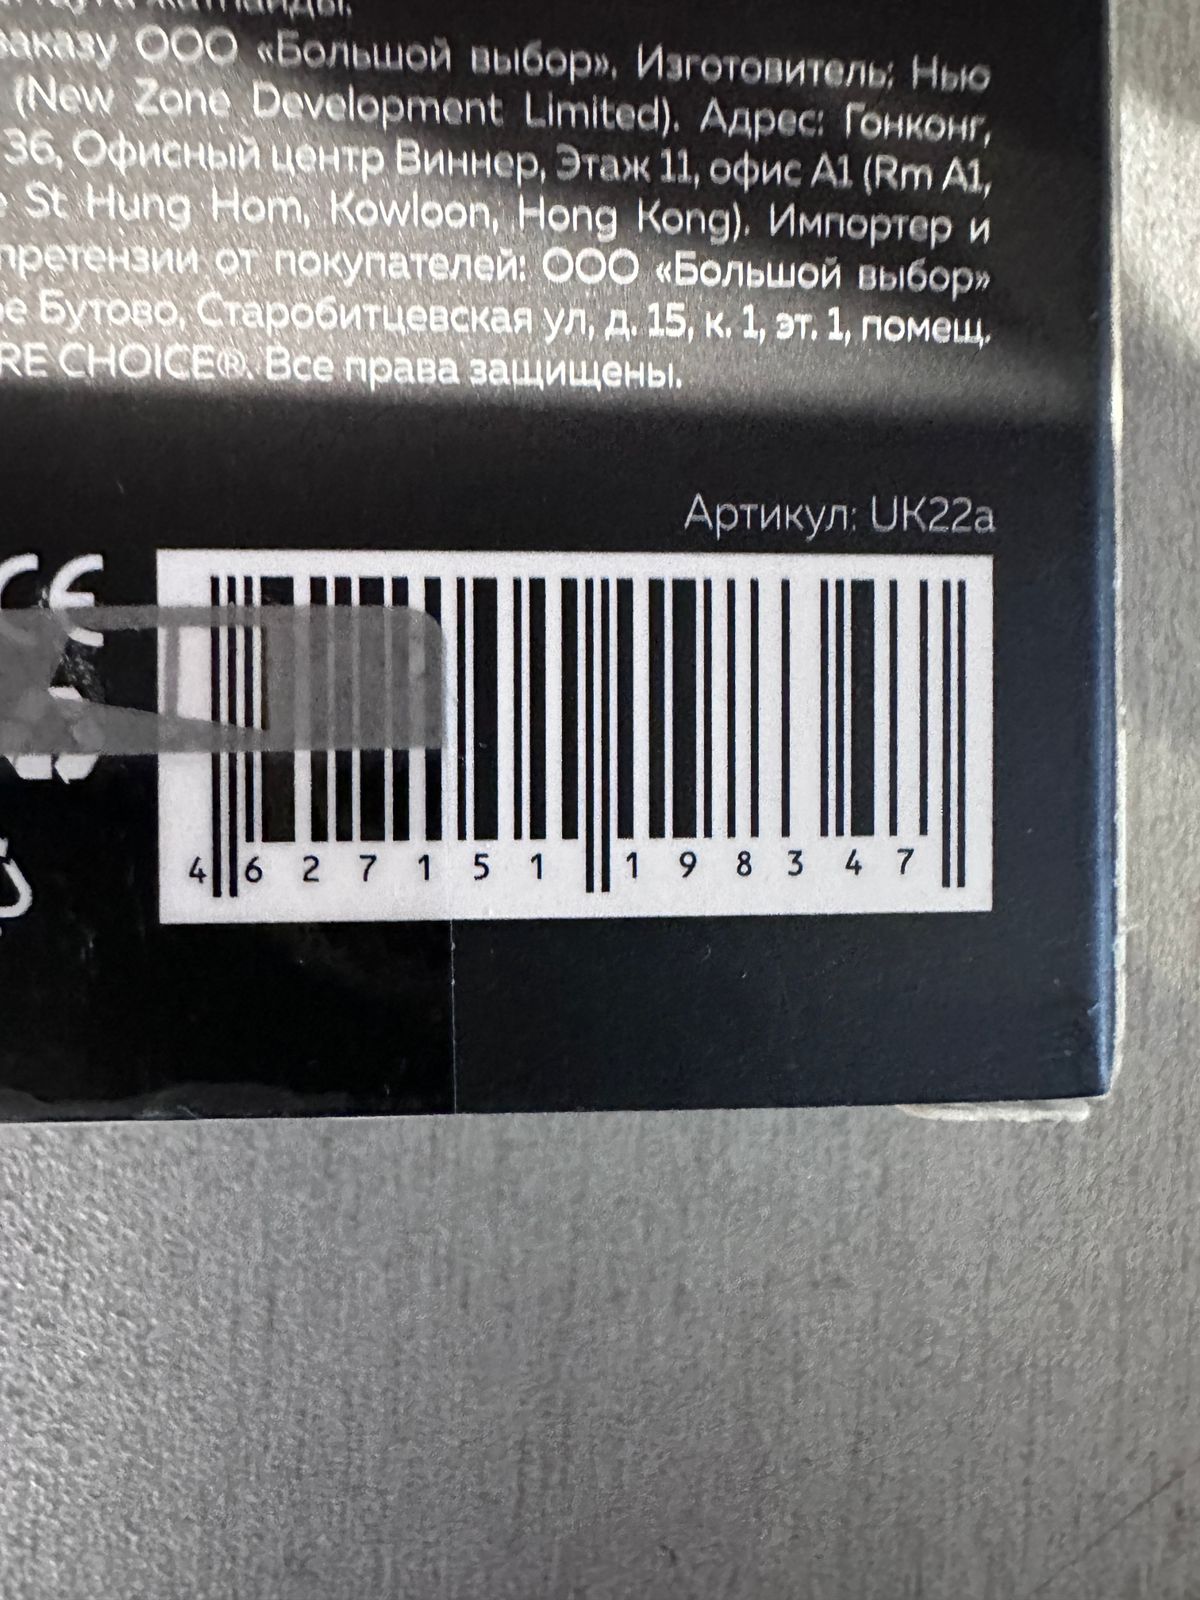 заказу ООО «Большой выбор». Изготовитель: Нью
(New Zone Development Limited). Адрес: Гонконг,
36, Офисный центр Виннер, Этаж 11, офис А1 (Rm A1,
St Hung Hom, Kowloon, Hong Kong). Импортер и
претензии от покупателей: ООО «Большой выбор»
Бутово, Старобитцевская ул, д. 15, к. 1, эт. 1, помещ.
RE CHOICE®. Все права защищены.
Артикул: UK22a
CE
4 627151 198347